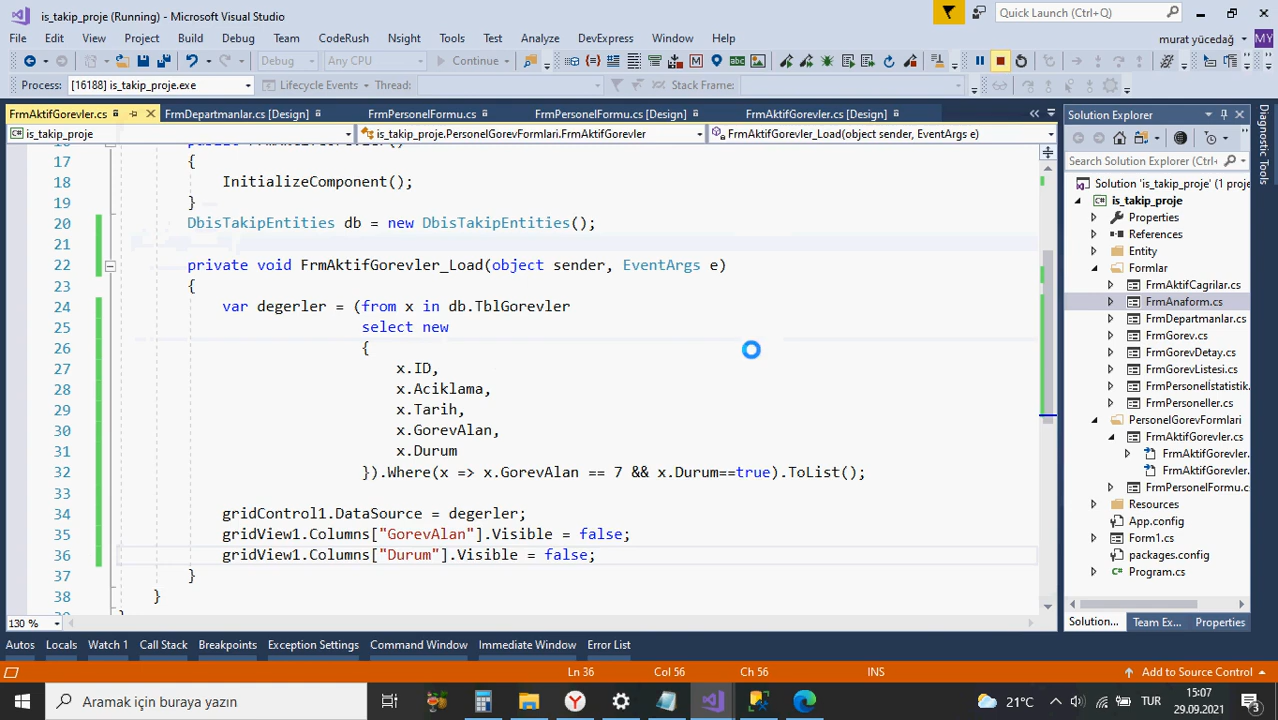 is_takip_proje (Running) - Microsoft Visual Studio
Quick Launch (Ctrl+Q)
File Edit View Project Build Debug Team CodeRush Nsight Tools Test Analyze DevExpress Window Help
murat yücedağ MY
Debug Any CPU Continue
Process: [16188] is_takip_proje.exe Lifecycle Events Thread: Stack Frame:
FrmAktifGorevler.cs FrmDepartmanlar.cs [Design] FrmPersonelFormu.cs FrmPersonelFormu.cs [Design] FrmAktifGorevler.cs [Design]
is_takip_proje is_takip_proje.PersonelGorevFormlari.FrmAktifGorevler FrmAktifGorevler_Load(object sender, EventArgs e)
17 {
18 InitializeComponent();
19 }
20 DbisTakipEntities db = new DbisTakipEntities();
21
22 private void FrmAktifGorevler_Load(object sender, EventArgs e)
23 {
24 var degerler = (from x in db.TblGorevler
25 select new
26 {
27 x.ID,
28 x.Aciklama,
29 x.Tarih,
30 x.GorevAlan,
31 x.Durum
32 }).Where(x => x.GorevAlan == 7 && x.Durum==true).ToList();
33
34 gridControl1.DataSource = degerler;
35 gridView1.Columns["GorevAlan"].Visible = false;
36 gridView1.Columns["Durum"].Visible = false;
37 }
38 }
130 %
Solution Explorer
Search Solution Explorer (Ctrl+
Solution 'is_takip_proje' (1 proje
is_takip_proje
Properties
References
Entity
Formlar
FrmAktifCagrilar.cs
FrmAnaform.cs
FrmDepartmanlar.cs
FrmGorev.cs
FrmGorevDetay.cs
FrmGorevListesi.cs
FrmPersonelİstatistik.
FrmPersoneller.cs
PersonelGorevFormlari
FrmAktifGorevler.cs
FrmAktifGorevler.
FrmAktifGorevler.
FrmPersonelFormu.cs
Resources
App.config
Form1.cs
packages.config
Program.cs
Solution... Team Ex... Properties
Diagnostic Tools
Autos Locals Watch 1 Call Stack Breakpoints Exception Settings Command Window Immediate Window Error List
Ln 36 Col 56 Ch 56 INS Add to Source Control
Aramak için buraya yazın
21°C TUR 15:07
29.09.2021
3